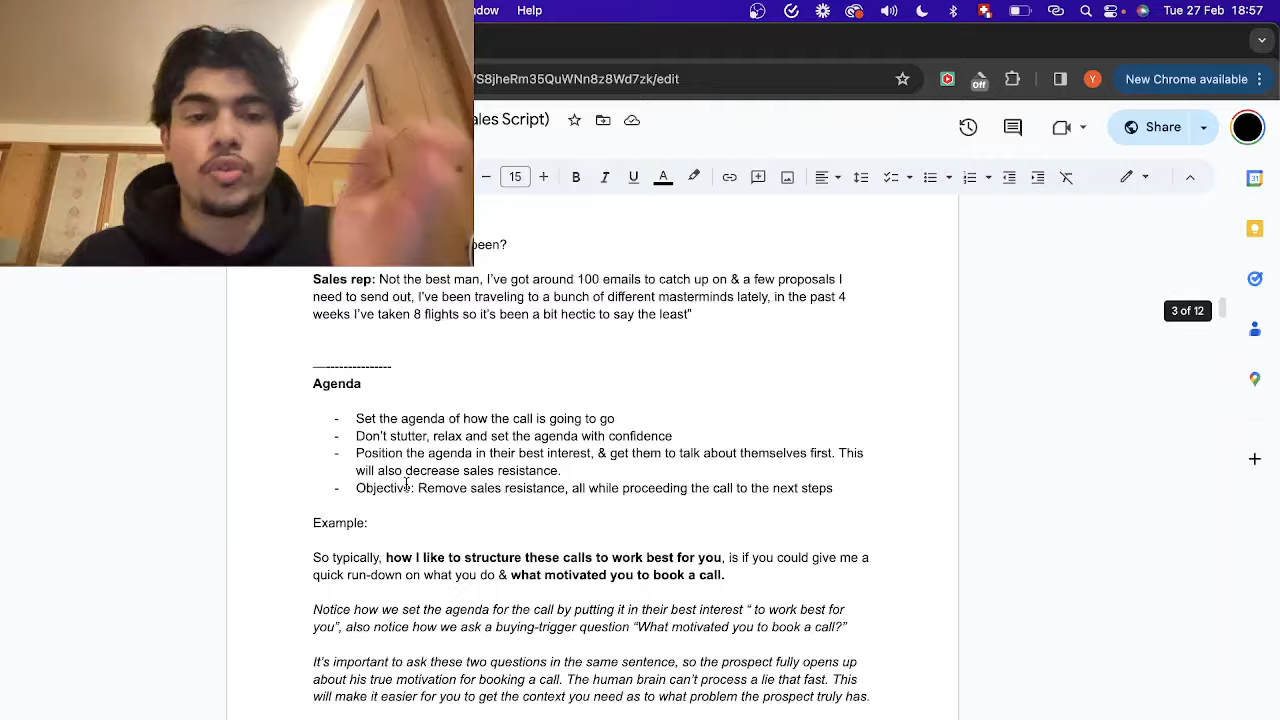 ndow Help Tue 27 Feb 18:57
/S8jheRm35QuWNn8z8Wd7zk/edit off Y New Chrome available
ales Script) Share
15 B I U A
31
been?
Sales rep: Not the best man, I've got around 100 emails to catch up on & a few proposals I
need to send out, I've been traveling to a bunch of different masterminds lately, in the past 4
weeks I've taken 8 flights so it's been a bit hectic to say the least”
3 of 12
—---------------
Agenda
- Set the agenda of how the call is going to go
- Don't stutter, relax and set the agenda with confidence
- Position the agenda in their best interest, & get them to talk about themselves first. This
will also decrease sales resistance.
- Objective: Remove sales resistance, all while proceeding the call to the next steps
Example:
So typically, how I like to structure these calls to work best for you, is if you could give me a
quick run-down on what you do & what motivated you to book a call.
Notice how we set the agenda for the call by putting it in their best interest “ to work best for
you”, also notice how we ask a buying-trigger question “What motivated you to book a call?”
It's important to ask these two questions in the same sentence, so the prospect fully opens up
about his true motivation for booking a call. The human brain can't process a lie that fast. This
will make it easier for you to get the context you need as to what problem the prospect truly has.